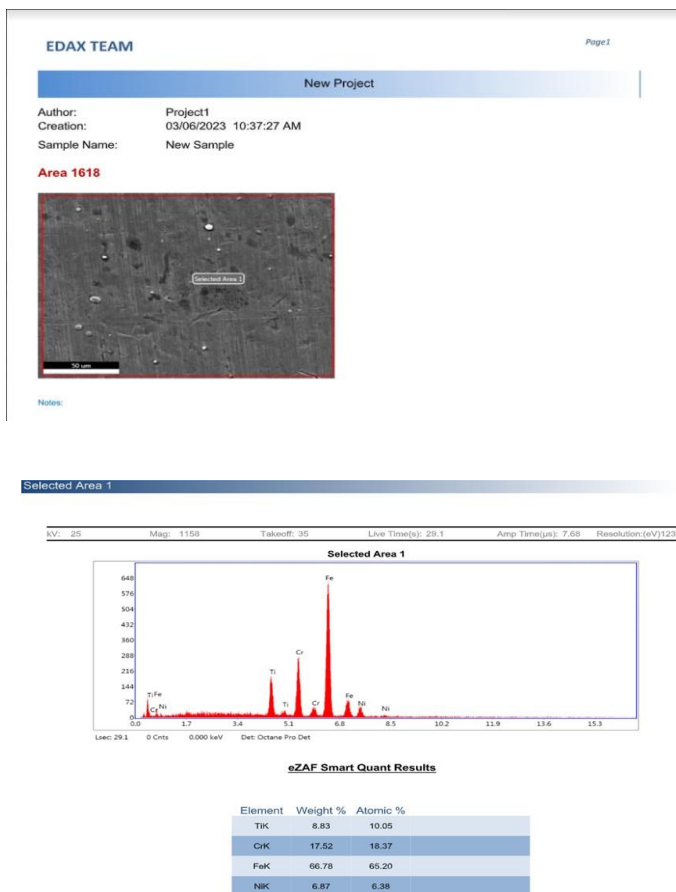 EDAX TEAM
Page1
New Project
Author: Project1
Creation: 03/06/2023 10:37:27 AM
Sample Name: New Sample
Area 1618
Selected Area 1
50 um
Notes:
Selected Area 1
kV: 25 Mag: 1158 Takeoff: 35 Live Time(s): 29.1 Amp Time(µs): 7.68 Resolution:(eV)123
Selected Area 1
648
576
504
432
360
288
216
144
72
0
Fe
Cr
Ti
Ti Fe
Cr Ni
Ti
Cr
Fe
Ni
Ni
0.0 1.7 3.4 5.1 6.8 8.5 10.2 11.9 13.6 15.3
Lsec: 29.1 0 Cnts 0.000 keV Det: Octane Pro Det
eZAF Smart Quant Results
Element Weight % Atomic %
TiK 8.83 10.05
CrK 17.52 18.37
FeK 66.78 65.20
NiK 6.87 6.38